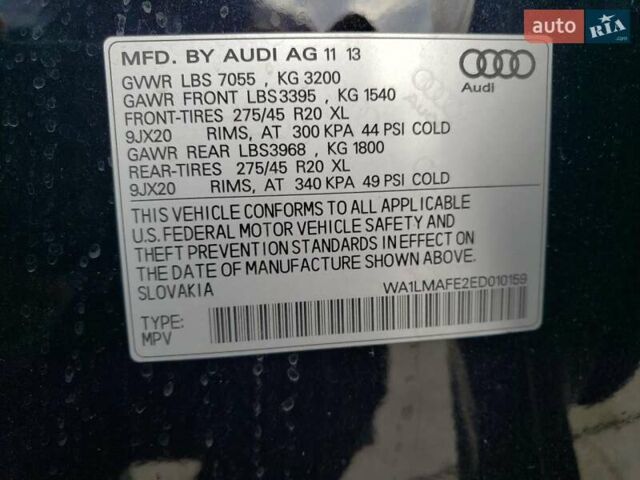 auto
RIA
.com
MFD. BY AUDI AG 11 13
GVWR LBS 7055 , KG 3200
GAWR FRONT LBS3395 , KG 1540
FRONT-TIRES 275/45 R20 XL
9JX20 RIMS, AT 300 KPA 44 PSI COLD
GAWR REAR LBS3968 , KG 1800
REAR-TIRES 275/45 R20 XL
9JX20 RIMS, AT 340 KPA 49 PSI COLD
Audi
THIS VEHICLE CONFORMS TO ALL APPLICABLE
U.S. FEDERAL MOTOR VEHICLE SAFETY AND
THEFT PREVENTION STANDARDS IN EFFECT ON
THE DATE OF MANUFACTURE SHOWN ABOVE.
SLOVAKIA WA1LMAFE2ED010159
TYPE:
MPV